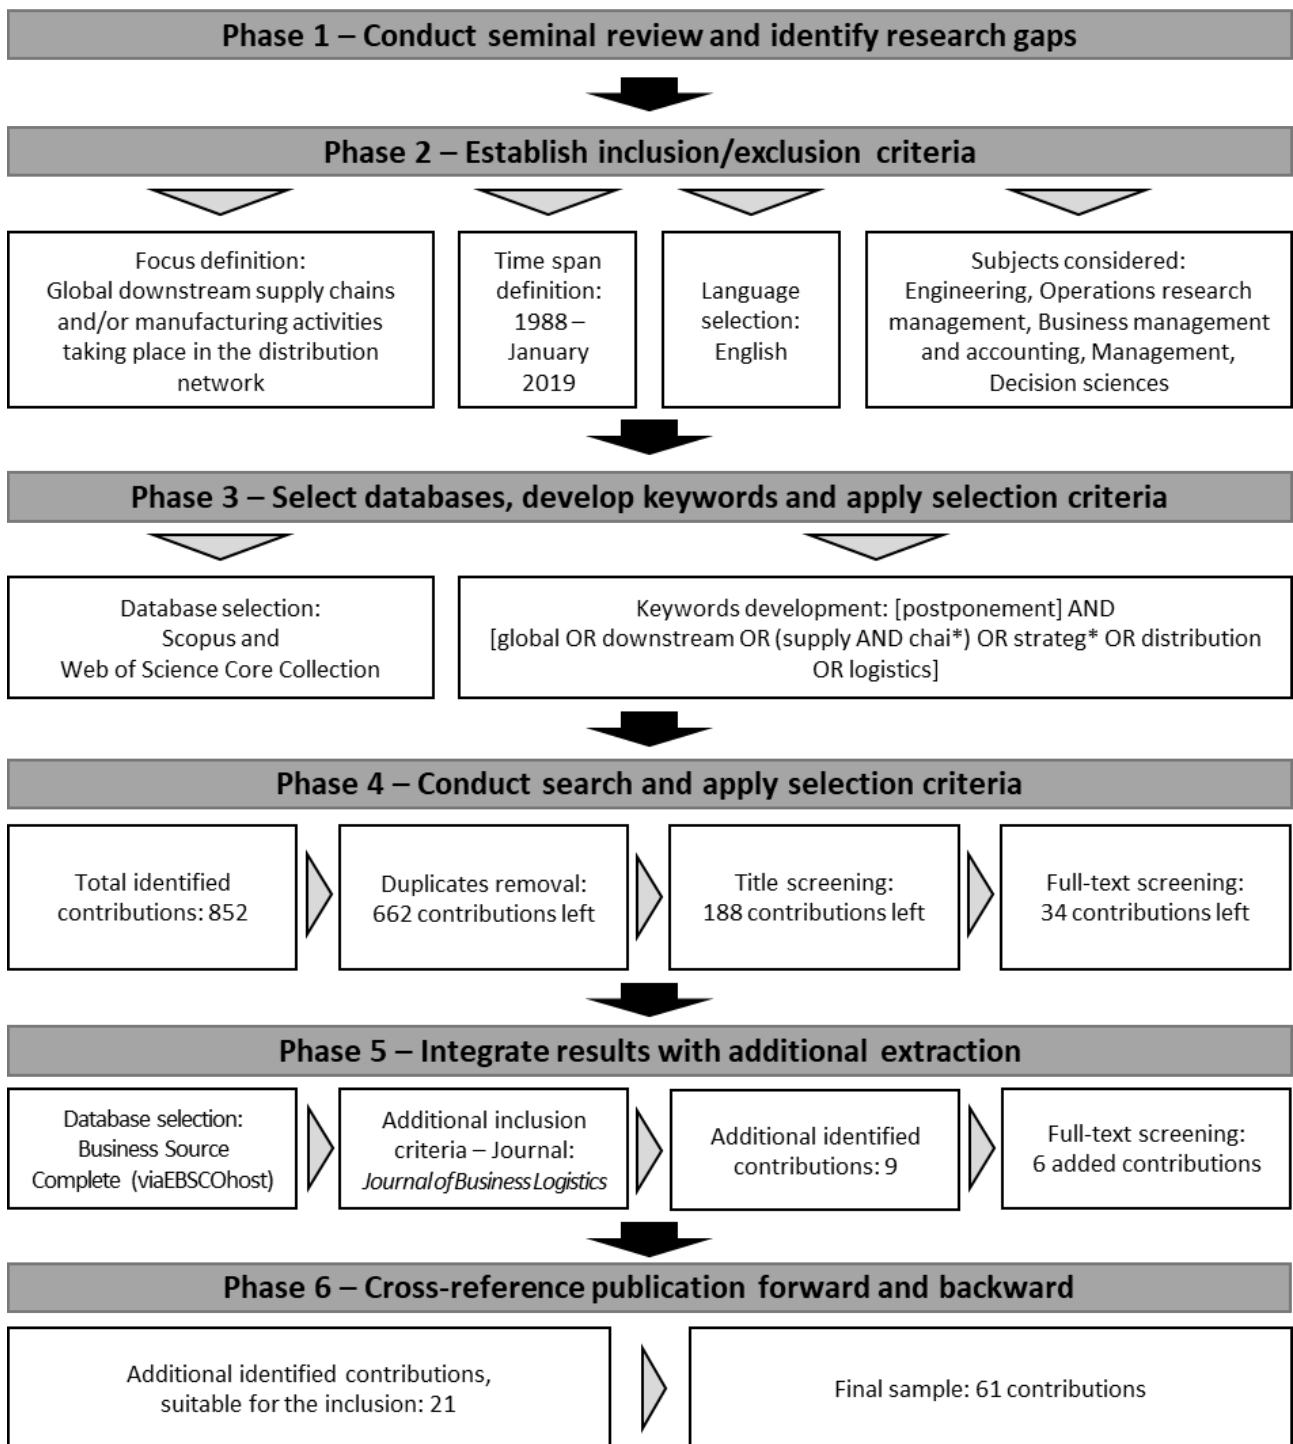 Phase 1 – Conduct seminal review and identify research gaps
Phase 2 – Establish inclusion/exclusion criteria
Focus definition:
Global downstream supply chains
and/or manufacturing activities
taking place in the distribution
network
Time span
definition:
1988 –
January
2019
Language
selection:
English
Subjects considered:
Engineering, Operations research
management, Business management
and accounting, Management,
Decision sciences
Phase 3 – Select databases, develop keywords and apply selection criteria
Database selection:
Scopus and
Web of Science Core Collection
Keywords development: [postponement] AND
[global OR downstream OR (supply AND chai*) OR strateg* OR distribution
OR logistics]
Phase 4 – Conduct search and apply selection criteria
Total identified
contributions: 852
Duplicates removal:
662 contributions left
Title screening:
188 contributions left
Full-text screening:
34 contributions left
Phase 5 – Integrate results with additional extraction
Database selection:
Business Source
Complete (viaEBSCOhost)
Additional inclusion
criteria – Journal:
Journal of Business Logistics
Additional identified
contributions: 9
Full-text screening:
6 added contributions
Phase 6 – Cross-reference publication forward and backward
Additional identified contributions,
suitable for the inclusion: 21
Final sample: 61 contributions